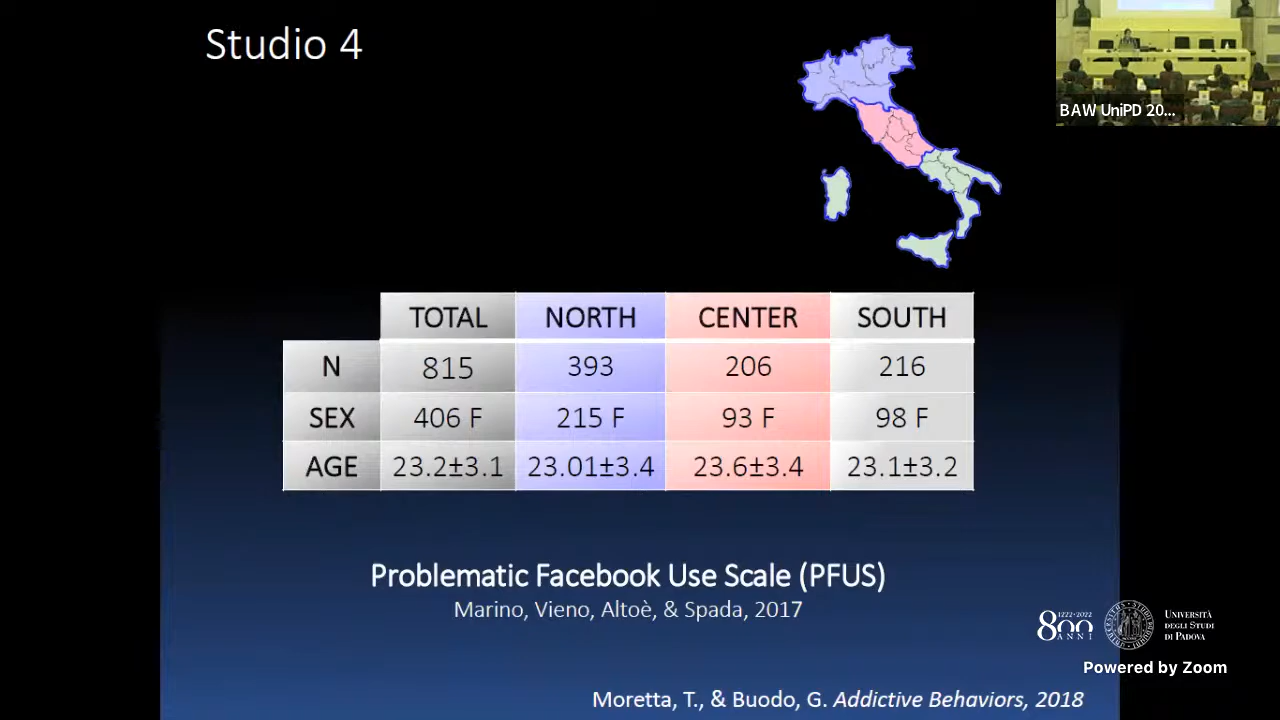 Studio 4
BAW UniPD 20...
TOTAL NORTH CENTER SOUTH
N 815 393 206 216
SEX 406 F 215 F 93 F 98 F
AGE 23.2±3.1 23.01±3.4 23.6±3.4 23.1±3.2
Problematic Facebook Use Scale (PFUS)
Marino, Vieno, Altoè, & Spada, 2017
1222·2022
800
ANNI
UNIVERSITÀ
DEGLI STUDI
DI PADOVA
Powered by Zoom
Moretta, T., & Buodo, G. Addictive Behaviors, 2018